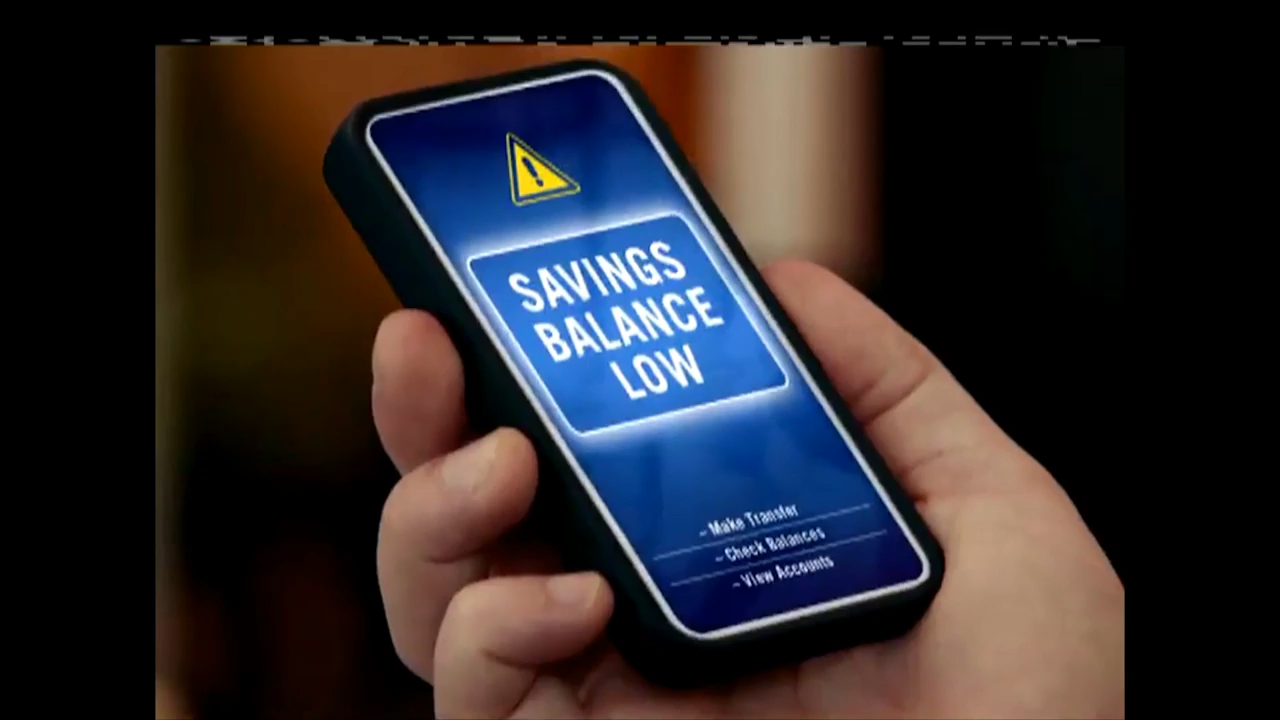 SAVINGS
BALANCE
LOW
- Make Transfer
- Check Balances
- View Accounts